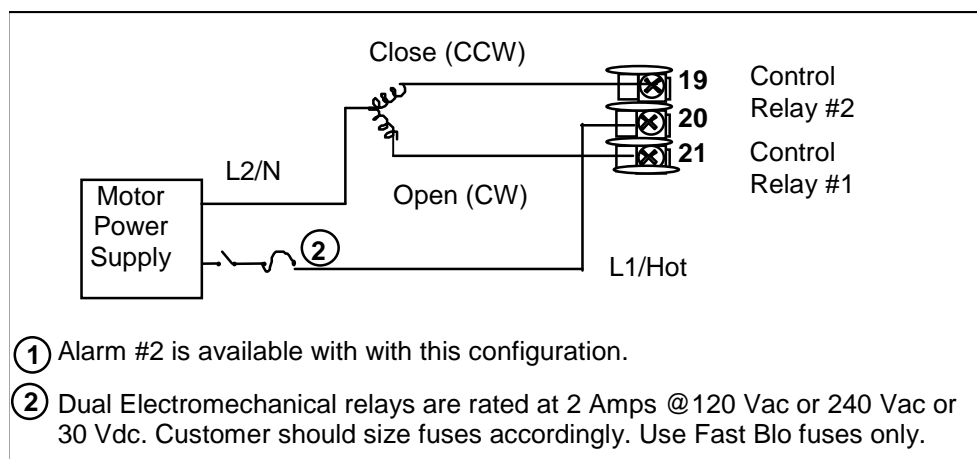 Close (CCW)
19
Control
Relay #2
20
21
Control
Relay #1
L2/N
Open (CW)
Motor
Power
Supply
2
L1/Hot
1 Alarm #2 is available with with this configuration.
2 Dual Electromechanical relays are rated at 2 Amps @120 Vac or 240 Vac or
30 Vdc. Customer should size fuses accordingly. Use Fast Blo fuses only.